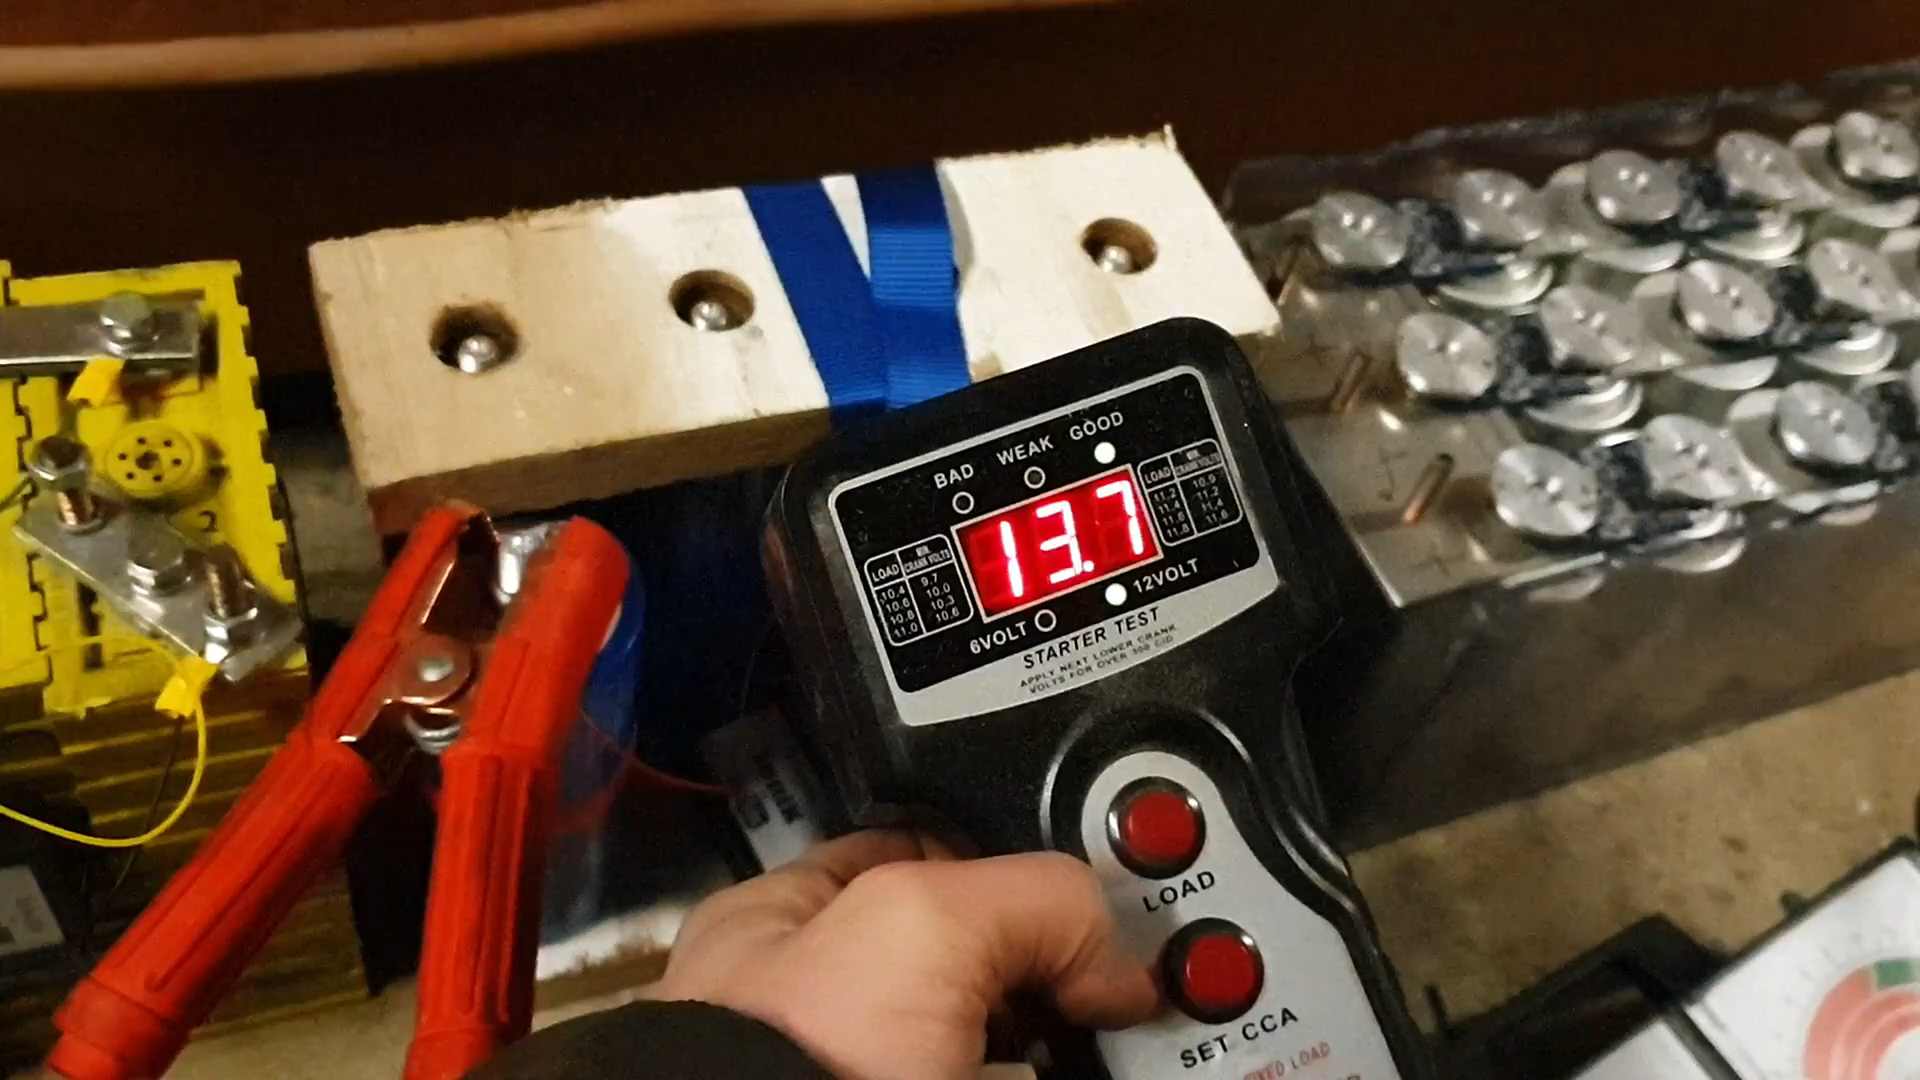 BAD WEAK GOOD
13.7
LOAD MIN. CRANK VOLTS
10.4 9.7
10.6 10.0
10.8 10.3
11.0 10.6
LOAD MIN. CRANK VOLTS
11.2 10.9
11.4 11.2
11.6 11.4
11.8 11.6
6VOLT 12VOLT
STARTER TEST
APPLY NEXT LOWER CRANK
VOLTS FOR OVER 300 CID
LOAD
SET CCA
FIXED LOAD
2